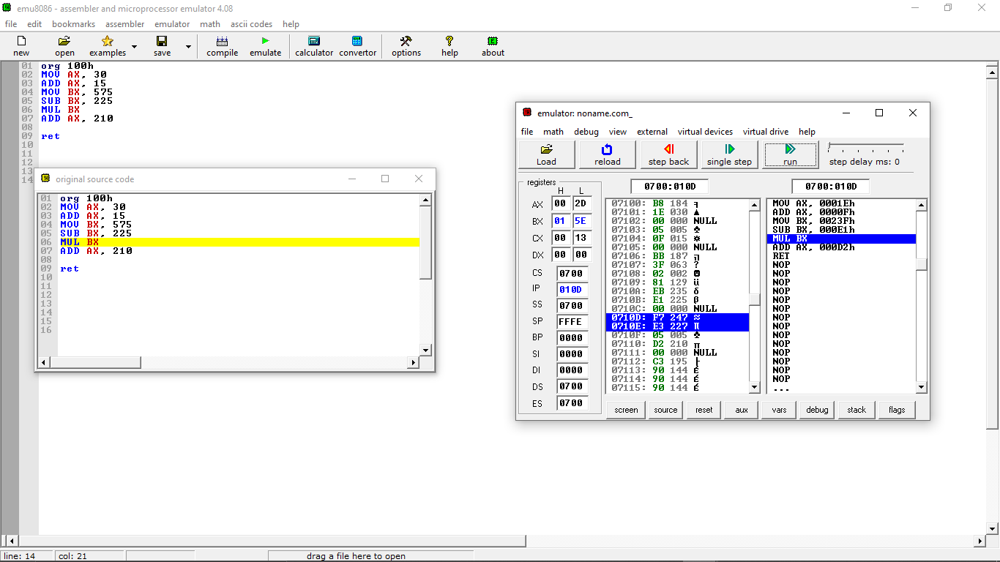 emu8086 - assembler and microprocessor emulator 4.08
file edit bookmarks assembler emulator math ascii codes help
new open examples save compile emulate calculator convertor options help about
01 org 100h
02 MOV AX, 30
03 ADD AX, 15
04 MOV BX, 575
05 SUB BX, 225
06 MUL BX
07 ADD AX, 210
08
09 ret
10
11
12
13
14
original source code
01 org 100h
02 MOV AX, 30
03 ADD AX, 15
04 MOV BX, 575
05 SUB BX, 225
06 MUL BX
07 ADD AX, 210
08
09 ret
10
11
12
13
14
15
16
emulator: noname.com_
file math debug view external virtual devices virtual drive help
Load reload step back single step run step delay ms: 0
registers
H L
AX 00 2D
BX 01 5E
CX 00 13
DX 00 00
CS 0700
IP 010D
SS 0700
SP FFFE
BP 0000
SI 0000
DI 0000
DS 0700
ES 0700
0700:010D
07100: B8 184 ╕
07101: 1E 030 ▲
07102: 00 000 NULL
07103: 05 005 ♣
07104: 0F 015 ☼
07105: 00 000 NULL
07106: BB 187 ╗
07107: 3F 063 ?
07108: 02 002 ☻
07109: 81 129 ü
0710A: EB 235 δ
0710B: E1 225 β
0710C: 00 000 NULL
0710D: F7 247 ≈
0710E: E3 227 π
0710F: 05 005 ♣
07110: D2 210 ╥
07111: 00 000 NULL
07112: C3 195 ├
07113: 90 144 É
07114: 90 144 É
07115: 90 144 É
0700:010D
MOV AX, 0001Eh
ADD AX, 0000Fh
MOV BX, 0023Fh
SUB BX, 000E1h
MUL BX
ADD AX, 000D2h
RET
NOP
NOP
NOP
NOP
NOP
NOP
NOP
NOP
NOP
NOP
NOP
NOP
NOP
NOP
...
screen source reset aux vars debug stack flags
line: 14 col: 21 drag a file here to open